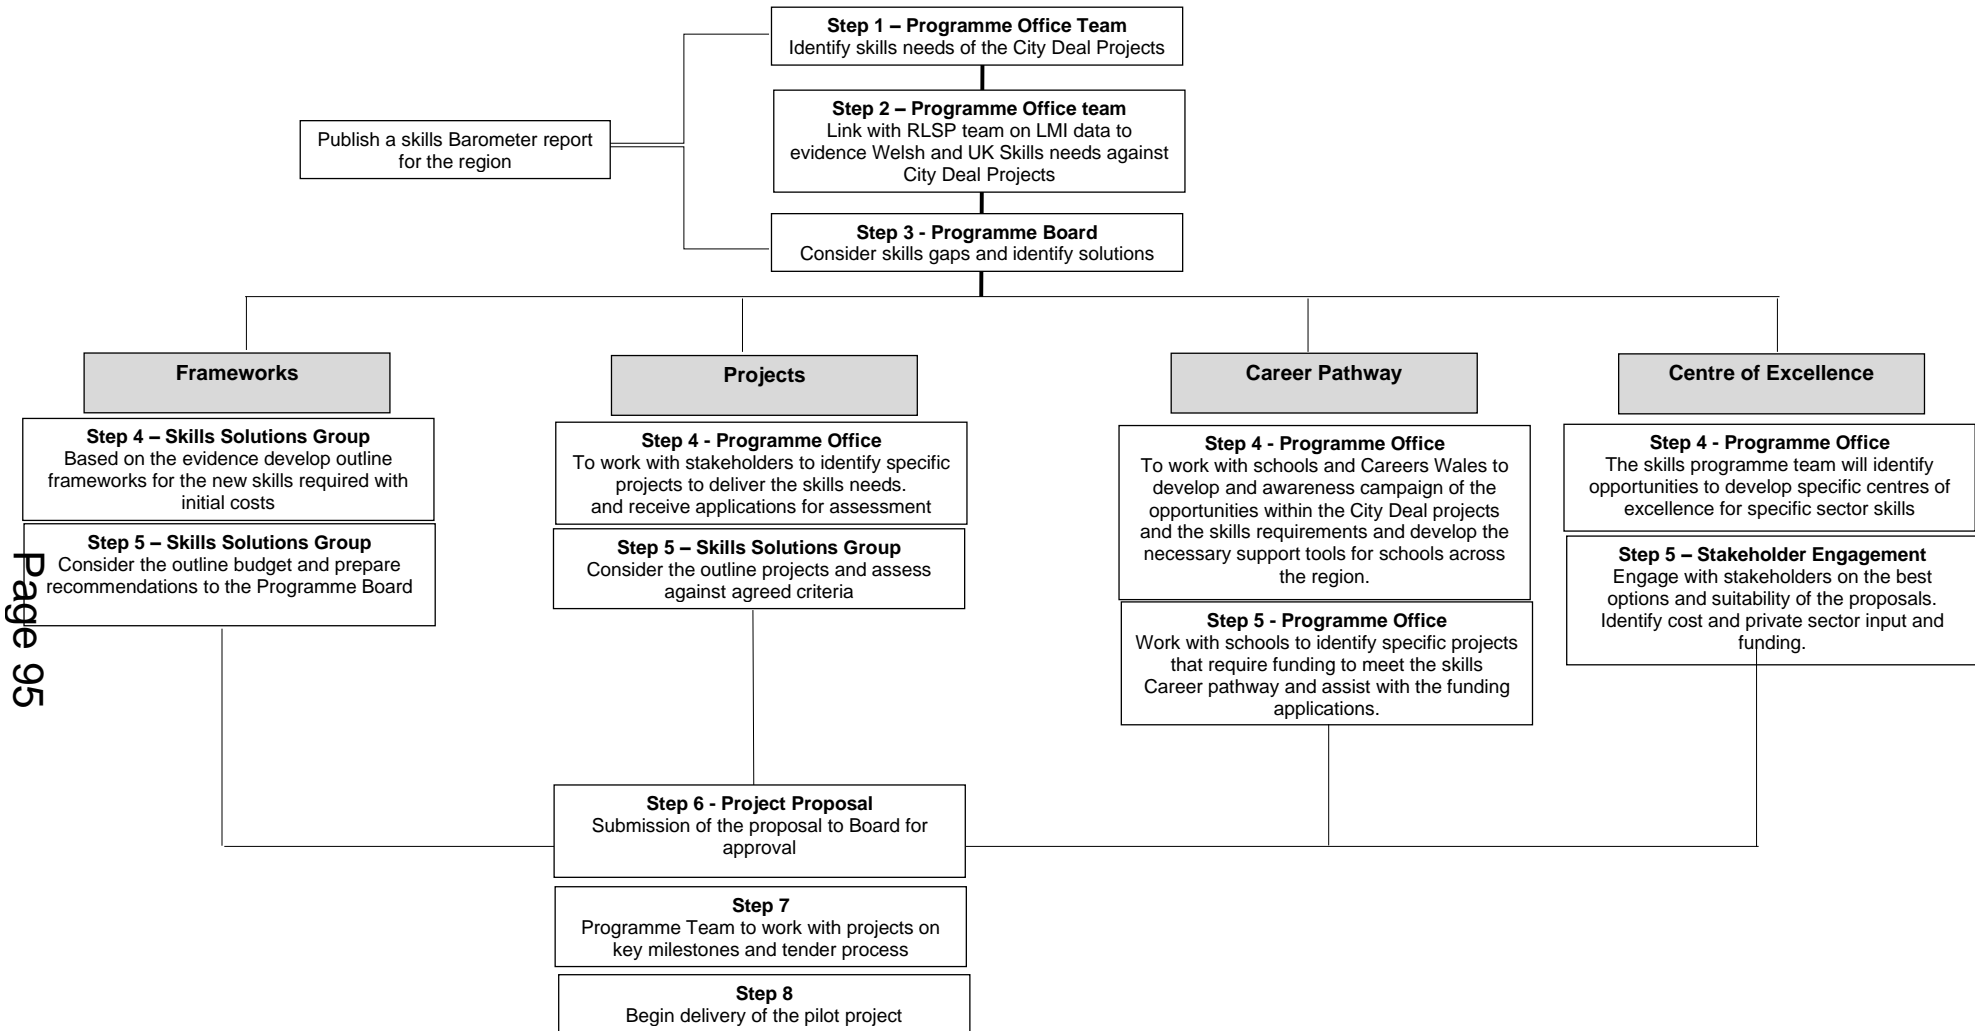 Step 1 – Programme Office Team
Identify skills needs of the City Deal Projects
Step 2 – Programme Office team
Link with RLSP team on LMI data to
evidence Welsh and UK Skills needs against
City Deal Projects
Publish a skills Barometer report
for the region
Step 3 - Programme Board
Consider skills gaps and identify solutions
Frameworks
Step 4 – Skills Solutions Group
Based on the evidence develop outline
frameworks for the new skills required with
initial costs
Step 5 – Skills Solutions Group
Consider the outline budget and prepare
recommendations to the Programme Board
Projects
Step 4 - Programme Office
To work with stakeholders to identify specific
projects to deliver the skills needs.
and receive applications for assessment
Step 5 – Skills Solutions Group
Consider the outline projects and assess
against agreed criteria
Career Pathway
Step 4 - Programme Office
To work with schools and Careers Wales to
develop and awareness campaign of the
opportunities within the City Deal projects
and the skills requirements and develop the
necessary support tools for schools across
the region.
Step 5 - Programme Office
Work with schools to identify specific projects
that require funding to meet the skills
Career pathway and assist with the funding
applications.
Centre of Excellence
Step 4 - Programme Office
The skills programme team will identify
opportunities to develop specific centres of
excellence for specific sector skills
Step 5 – Stakeholder Engagement
Engage with stakeholders on the best
options and suitability of the proposals.
Identify cost and private sector input and
funding.
Step 6 - Project Proposal
Submission of the proposal to Board for
approval
Step 7
Programme Team to work with projects on
key milestones and tender process
Step 8
Begin delivery of the pilot project
Page 95